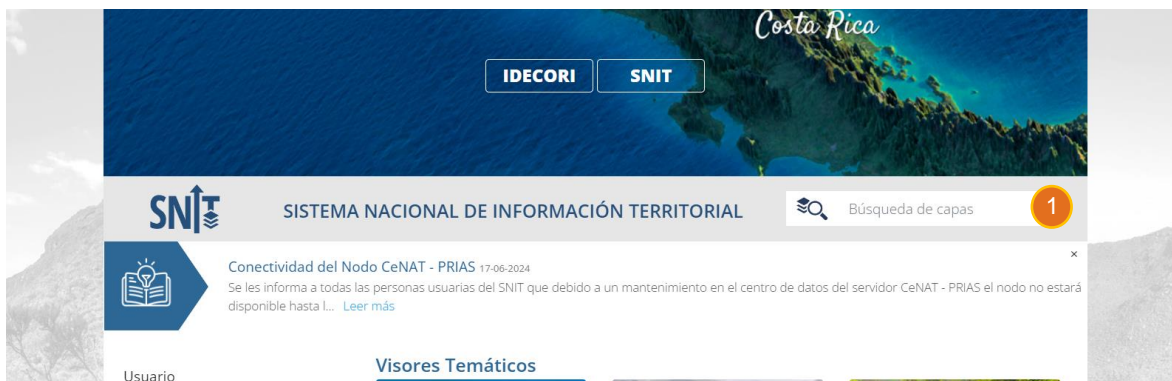 Costa Rica
IDECORI SNIT
SNIT SISTEMA NACIONAL DE INFORMACIÓN TERRITORIAL Búsqueda de capas 1
×
Conectividad del Nodo CeNAT - PRIAS 17-06-2024
Se les informa a todas las personas usuarias del SNIT que debido a un mantenimiento en el centro de datos del servidor CeNAT - PRIAS el nodo no estará
disponible hasta l... Leer más
Visores Temáticos
Usuario